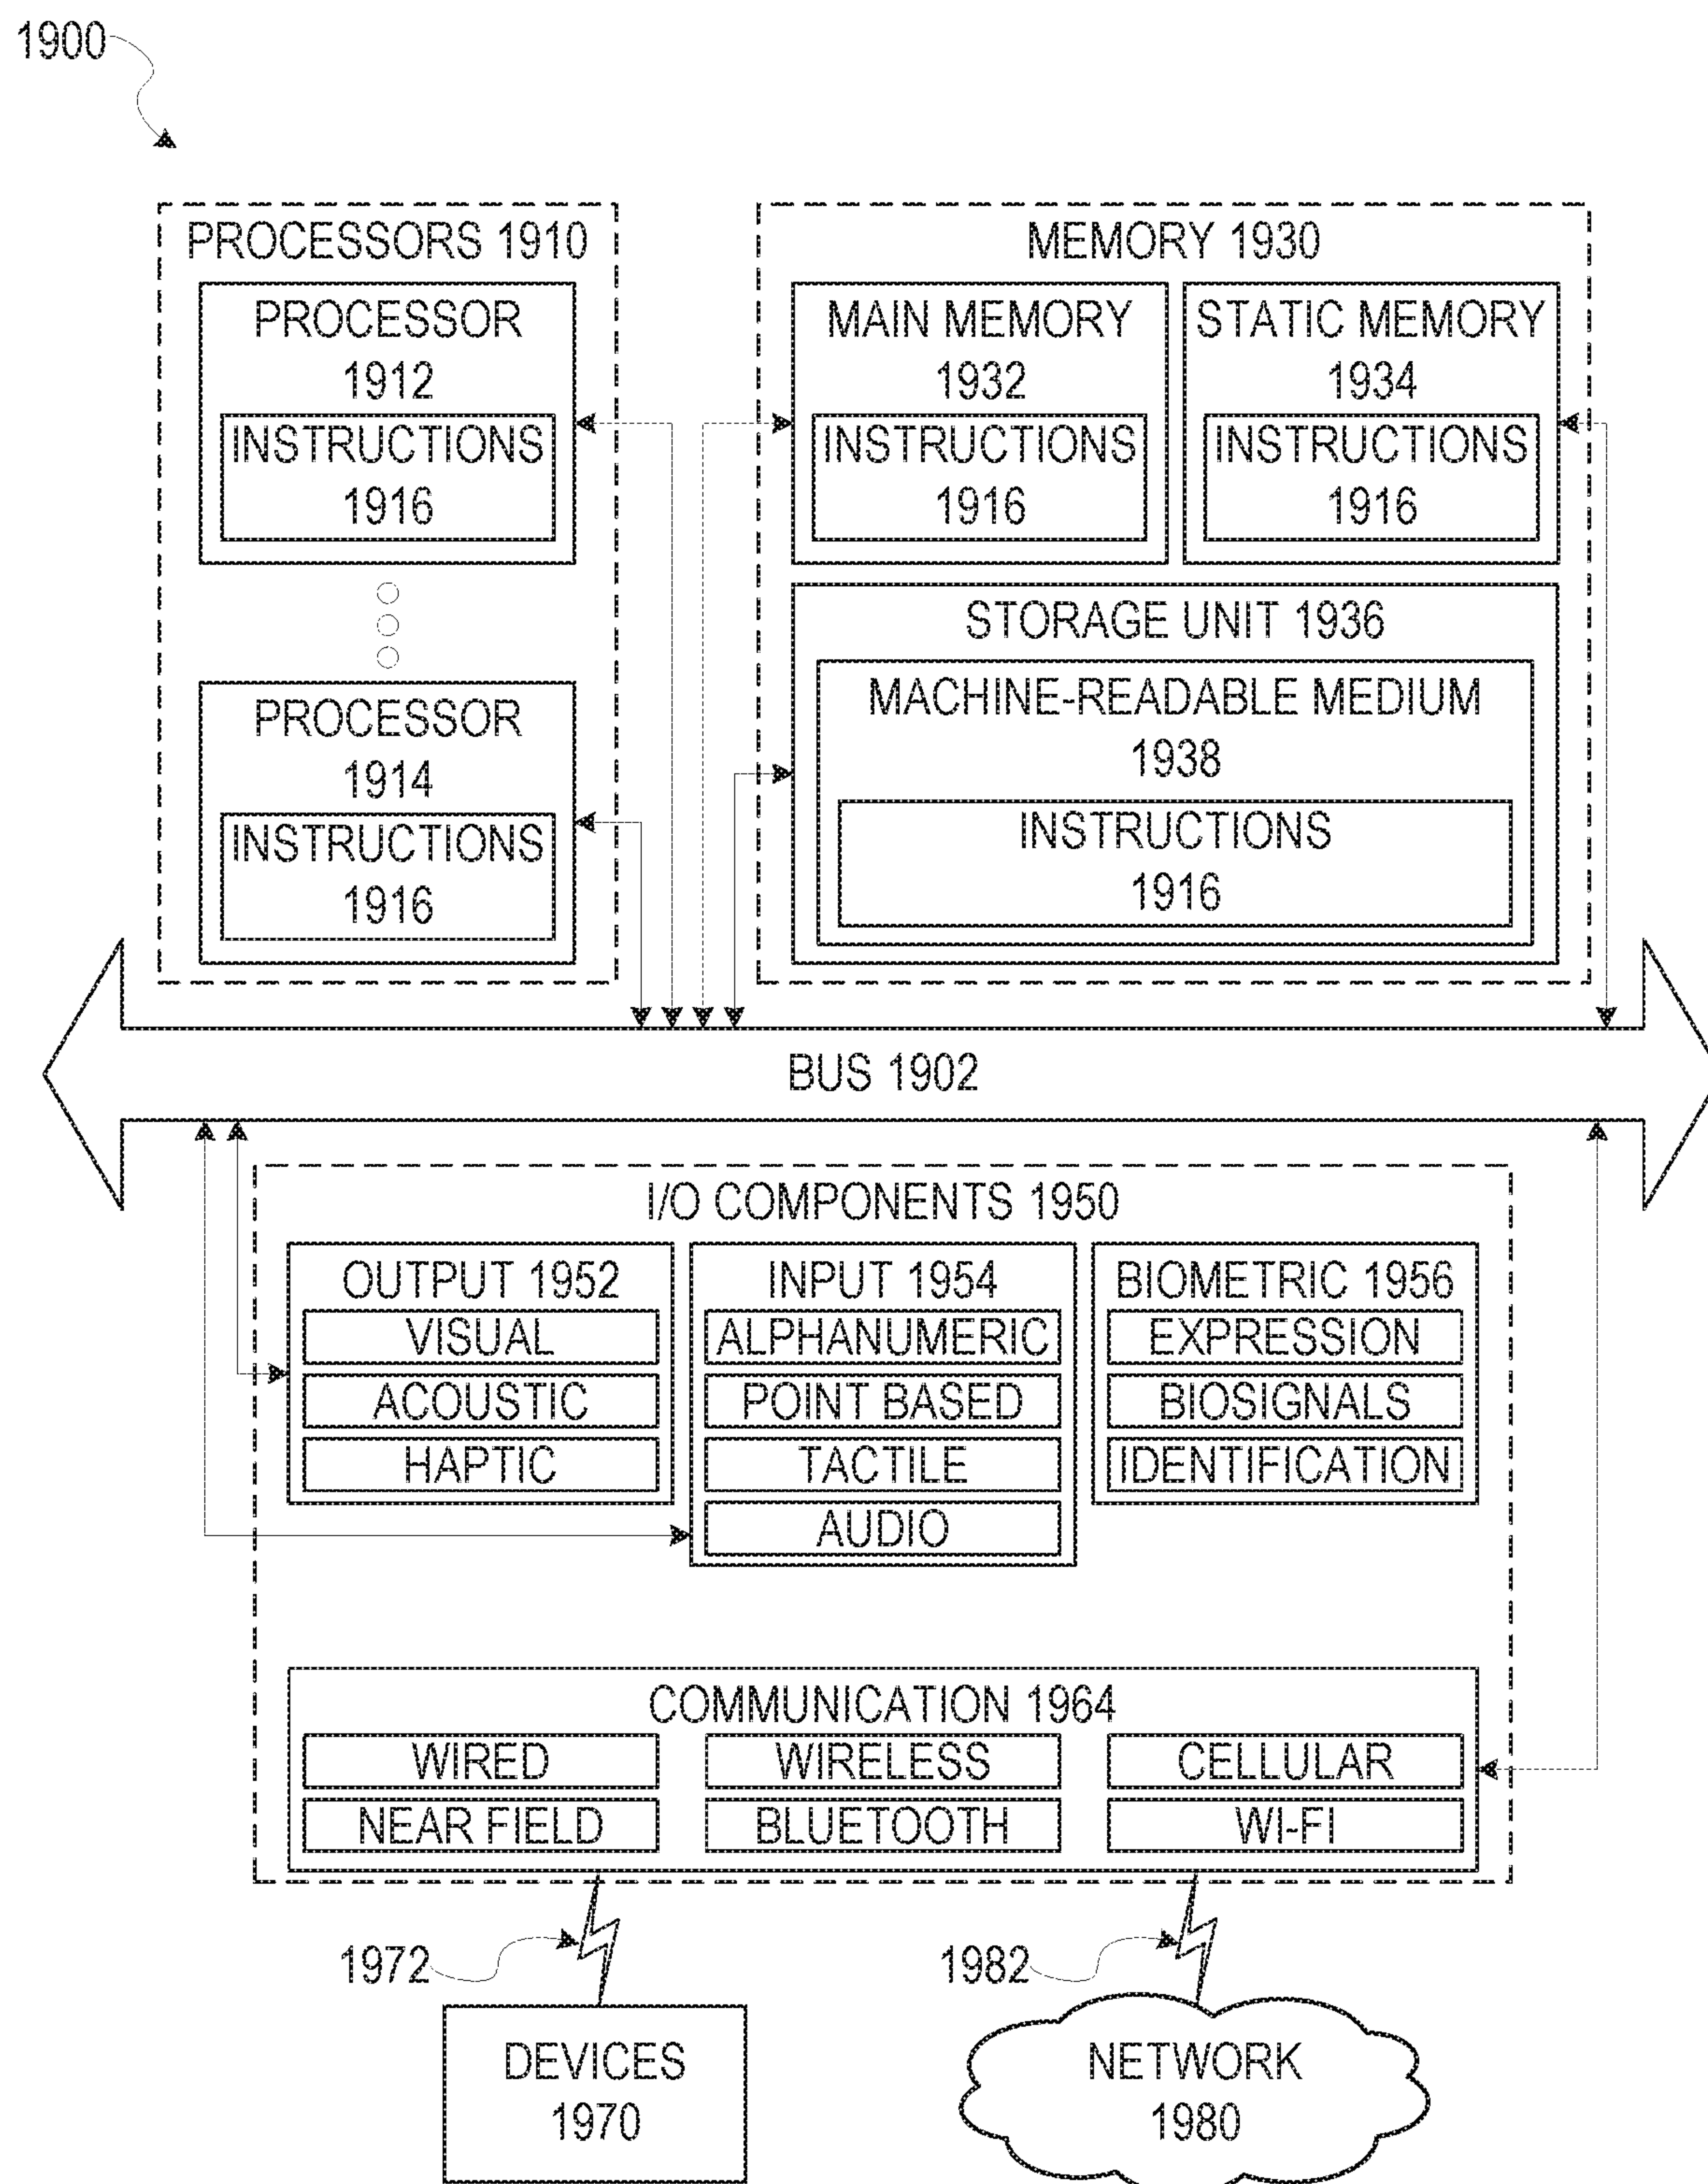 1900
PROCESSORS 1910
PROCESSOR
1912
INSTRUCTIONS
1916
PROCESSOR
1914
INSTRUCTIONS
1916
MEMORY 1930
MAIN MEMORY
1932
INSTRUCTIONS
1916
STATIC MEMORY
1934
INSTRUCTIONS
1916
STORAGE UNIT 1936
MACHINE-READABLE MEDIUM
1938
INSTRUCTIONS
1916
BUS 1902
I/O COMPONENTS 1950
OUTPUT 1952
VISUAL
ACOUSTIC
HAPTIC
INPUT 1954
ALPHANUMERIC
POINT BASED
TACTILE
AUDIO
BIOMETRIC 1956
EXPRESSION
BIOSIGNALS
IDENTIFICATION
COMMUNICATION 1964
WIRED
WIRELESS
CELLULAR
NEAR FIELD
BLUETOOTH
WI-FI
1972
1982
DEVICES
1970
NETWORK
1980